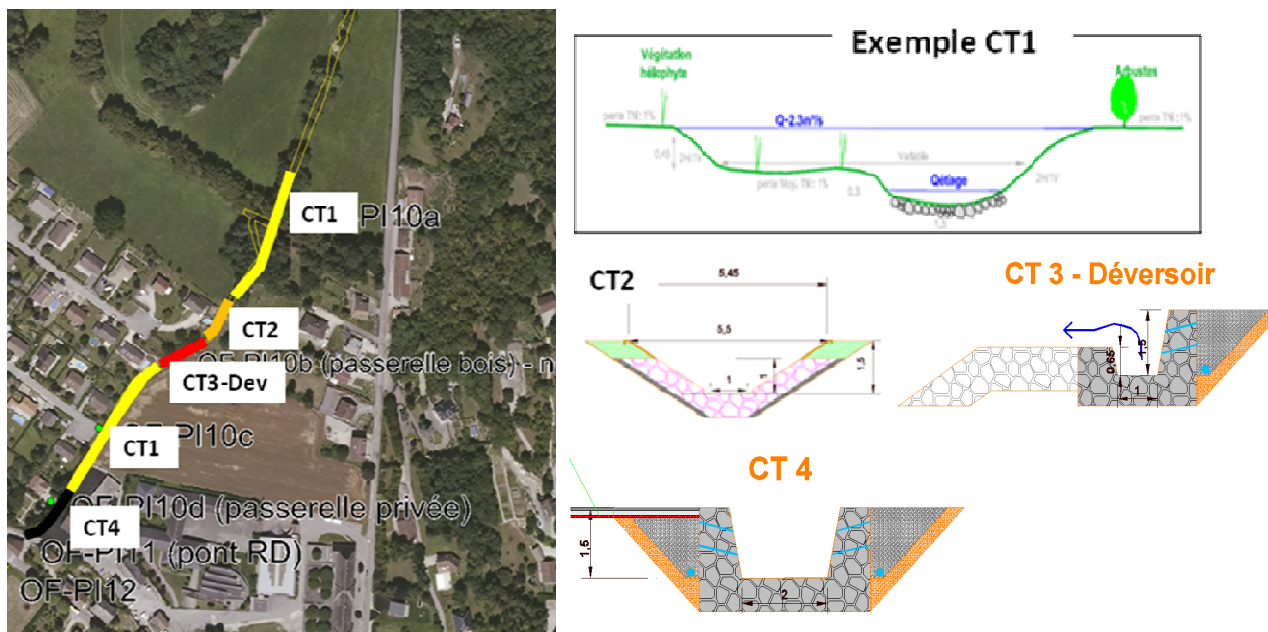 CT1
PI10a
CT2
OF-PI10b (passerelle bois) - n
CT3-Dev
PI10c
CT1
OF-PI10d (passerelle privée)
CT4
OF-PI11 (pont RD)
OF-PI12
Exemple CT1
Végétation
hélophyte
Arbustes
pente TN: 1%
Q=2.3m³/s
pente TN: 1%
0,45
2H/1V
Variable
pente Moy. TN: 1%
0.3
Qétiage
2H/1V
1,5
CT2
5,45
5,5
1,5
1
1
CT 3 - Déversoir
1,5
0,65
1
CT 4
1,5
2